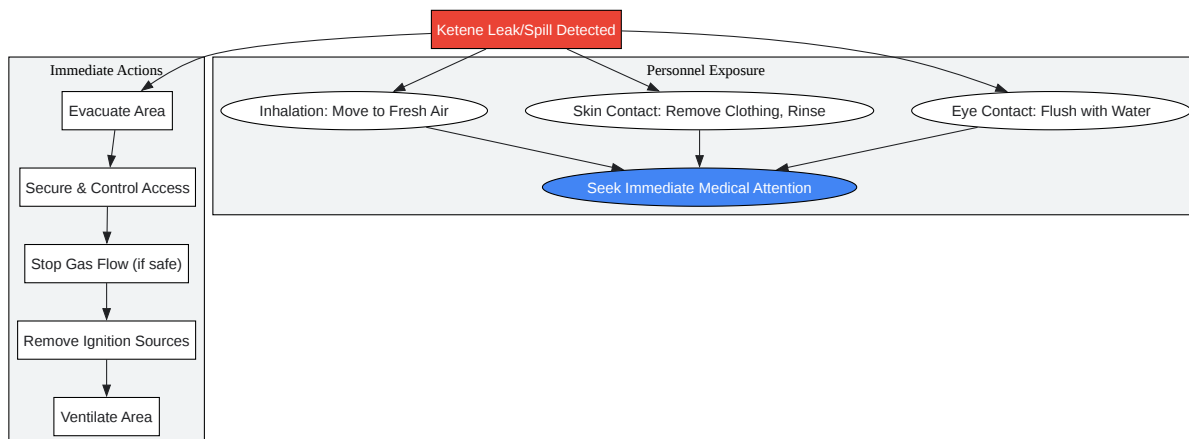 Ketene Leak/Spill Detected
Immediate Actions
Personnel Exposure
Evacuate Area
Inhalation: Move to Fresh Air
Skin Contact: Remove Clothing, Rinse
Eye Contact: Flush with Water
Secure & Control Access
Seek Immediate Medical Attention
Stop Gas Flow (if safe)
Remove Ignition Sources
Ventilate Area